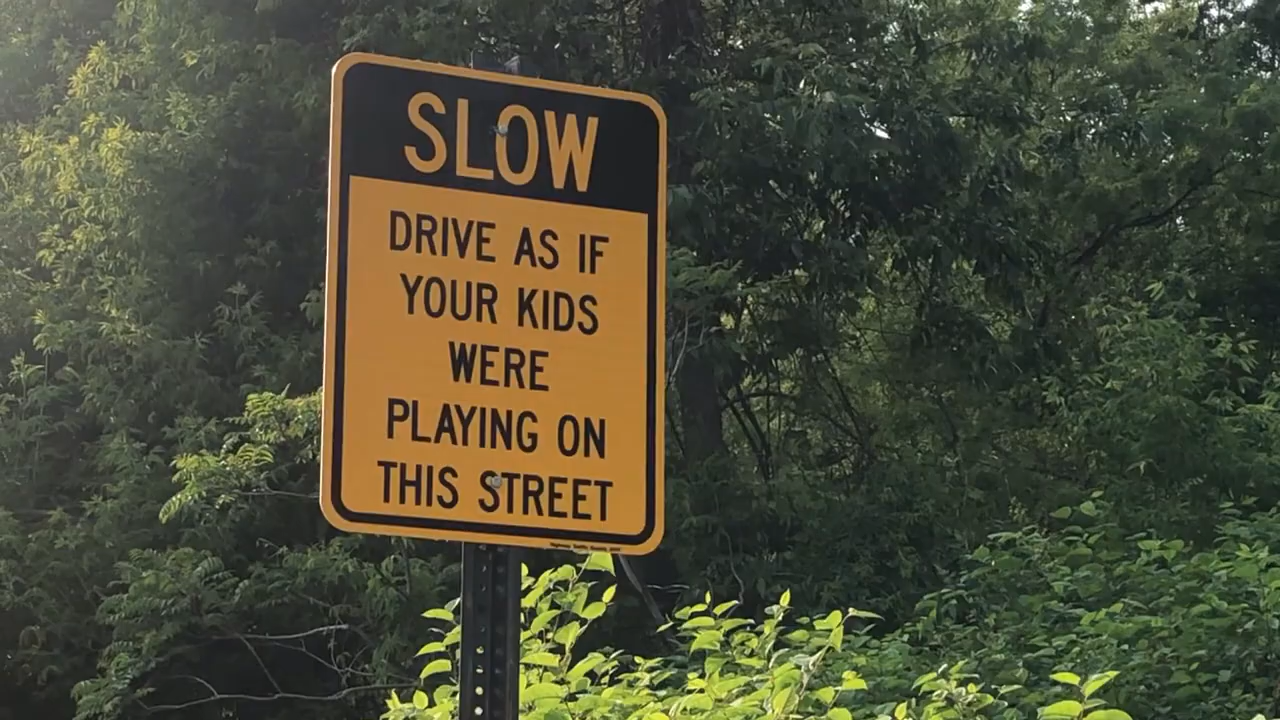 SLOW
DRIVE AS IF
YOUR KIDS
WERE
PLAYING ON
THIS STREET